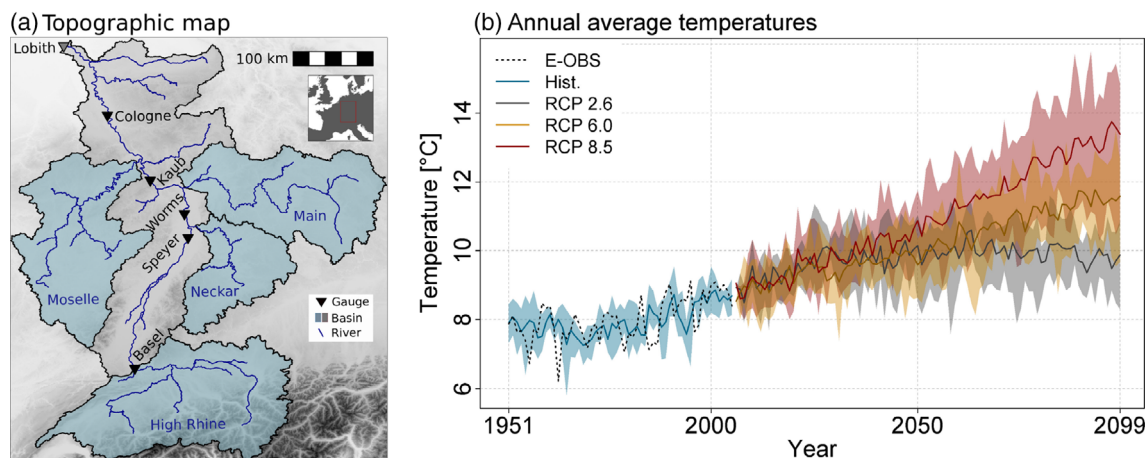 (a) Topographic map
Lobith
100 km
Cologne
Kaub
Main
Worms
Speyer
Moselle
Neckar
Gauge
Basin
River
Basel
High Rhine
(b) Annual average temperatures
E-OBS
Hist.
RCP 2.6
RCP 6.0
RCP 8.5
Temperature [°C]
14
12
10
8
6
1951
2000
2050
2099
Year